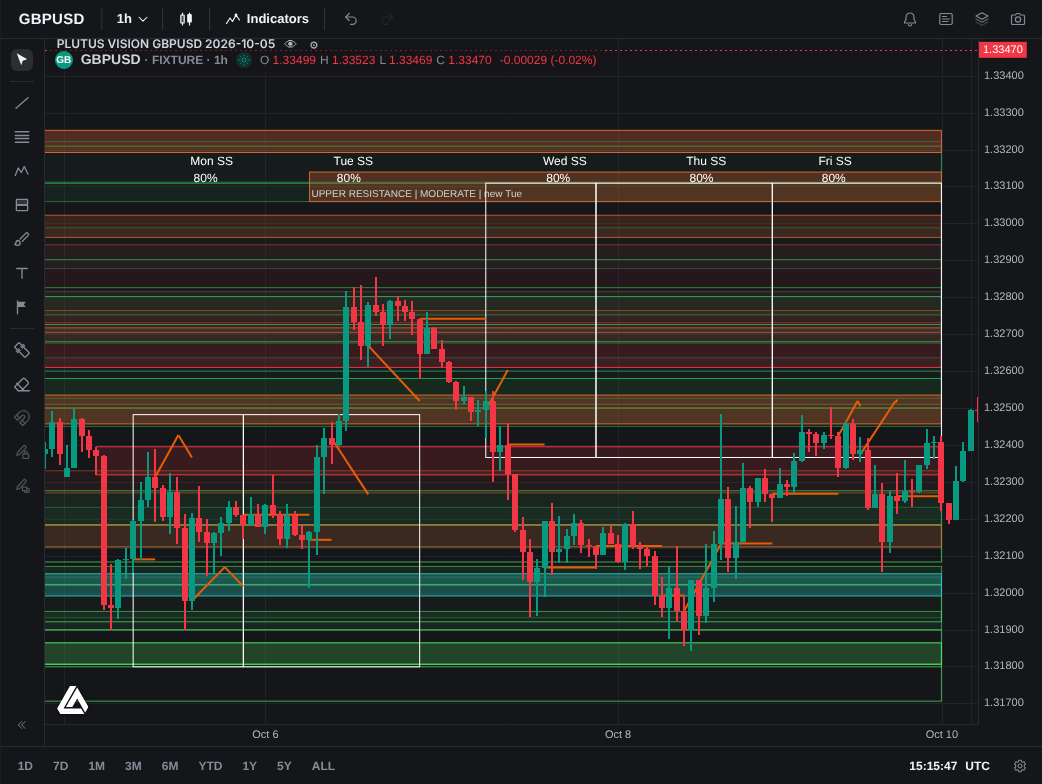 GBPUSD 1h Indicators
PLUTUS VISION GBPUSD 2026-10-05
GB GBPUSD · FIXTURE · 1h O 1.33499 H 1.33523 L 1.33469 C 1.33470 -0.00029 (-0.02%)
1.33470
1.33400
1.33300
1.33200
Mon SS Tue SS Wed SS Thu SS Fri SS
80% 80% 80% 80% 80%
UPPER RESISTANCE | MODERATE | new Tue
1.33100
1.33000
1.32900
1.32800
1.32700
1.32600
1.32500
1.32400
1.32300
1.32200
1.32100
1.32000
1.31900
1.31800
1.31700
Oct 6 Oct 8 Oct 10
1D 7D 1M 3M 6M YTD 1Y 5Y ALL 15:15:47 UTC